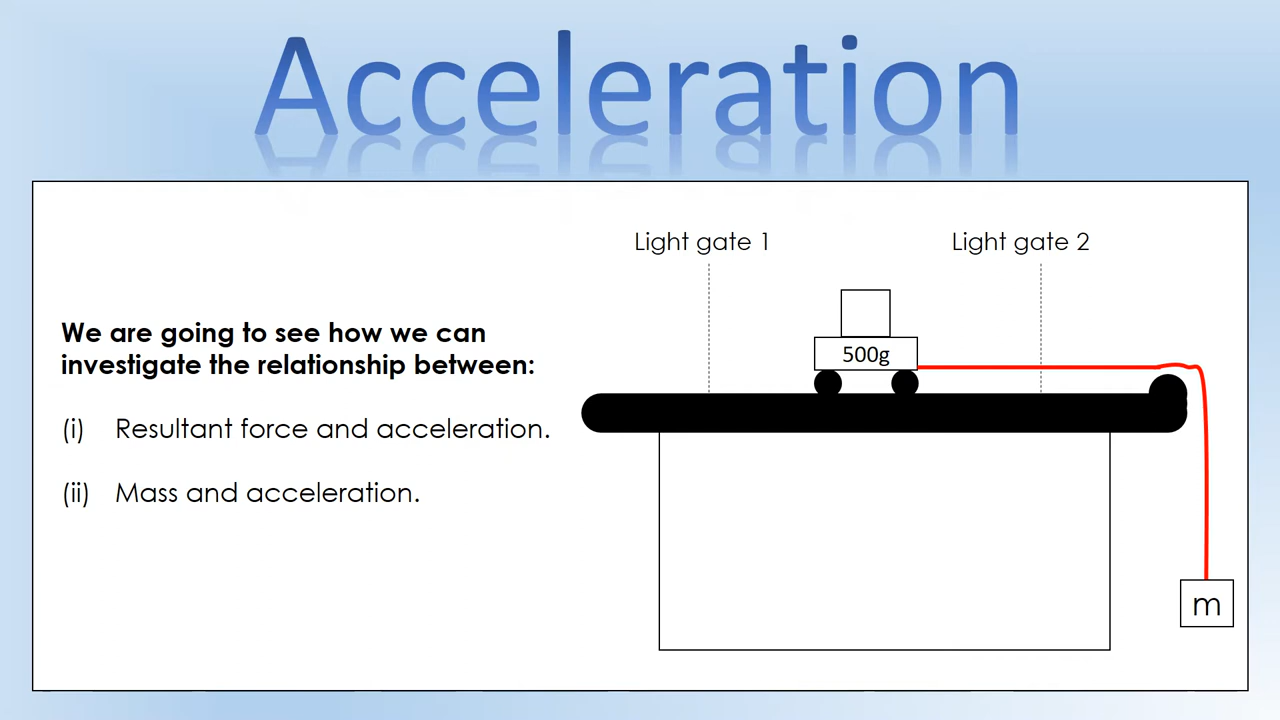 Acceleration
Light gate 1
Light gate 2
We are going to see how we can
investigate the relationship between:
500g
(i) Resultant force and acceleration.
(ii) Mass and acceleration.
m